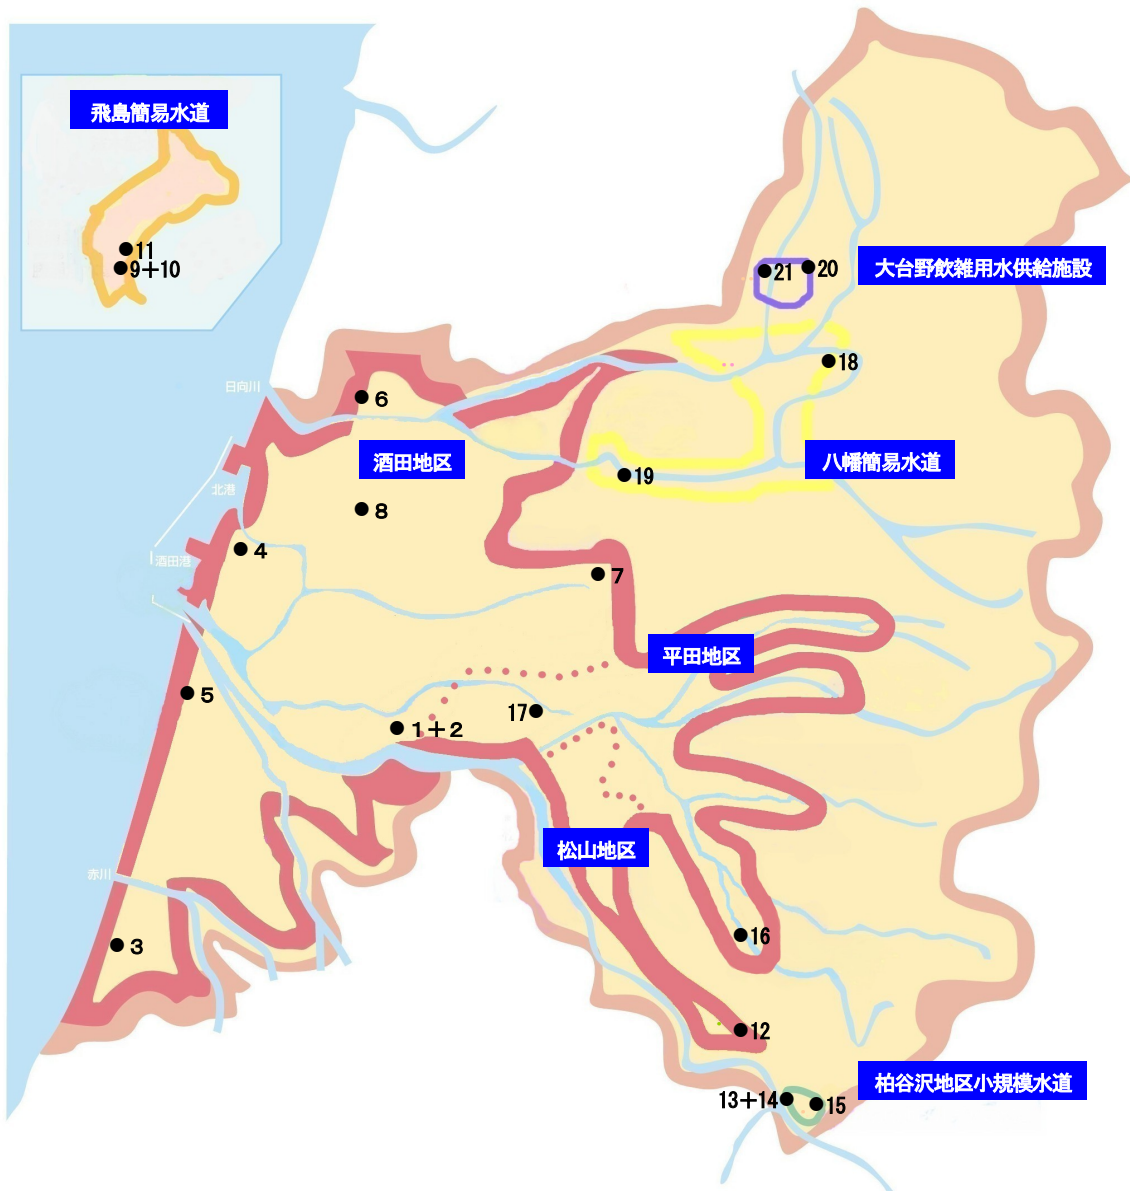 飛島簡易水道
11
9+10
21
20
大台野飲雑用水供給施設
18
日向川
6
酒田地区
八幡簡易水道
19
北港
8
4
酒田港
7
平田地区
5
17
1+2
松山地区
赤川
3
16
12
柏谷沢地区小規模水道
13+14
15